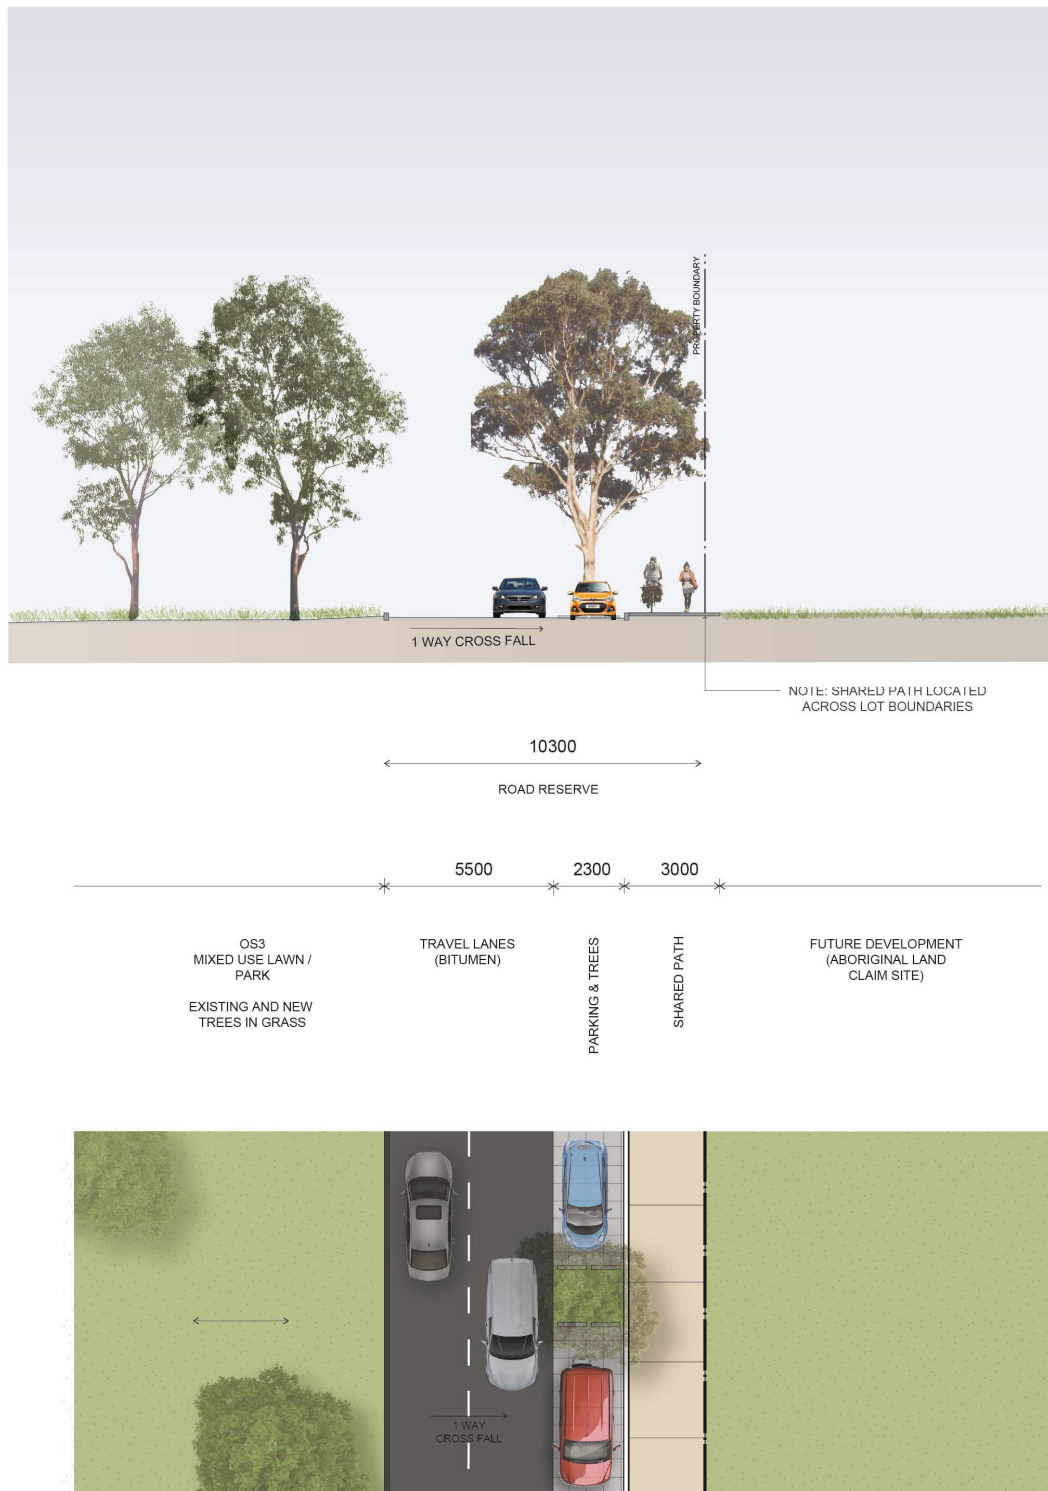 PROPERTY BOUNDARY
1 WAY CROSS FALL
NOTE: SHARED PATH LOCATED
ACROSS LOT BOUNDARIES
10300
ROAD RESERVE
5500
2300
3000
OS3
MIXED USE LAWN /
PARK
EXISTING AND NEW
TREES IN GRASS
TRAVEL LANES
(BITUMEN)
PARKING & TREES
SHARED PATH
FUTURE DEVELOPMENT
(ABORIGINAL LAND
CLAIM SITE)
1 WAY
CROSS FALL